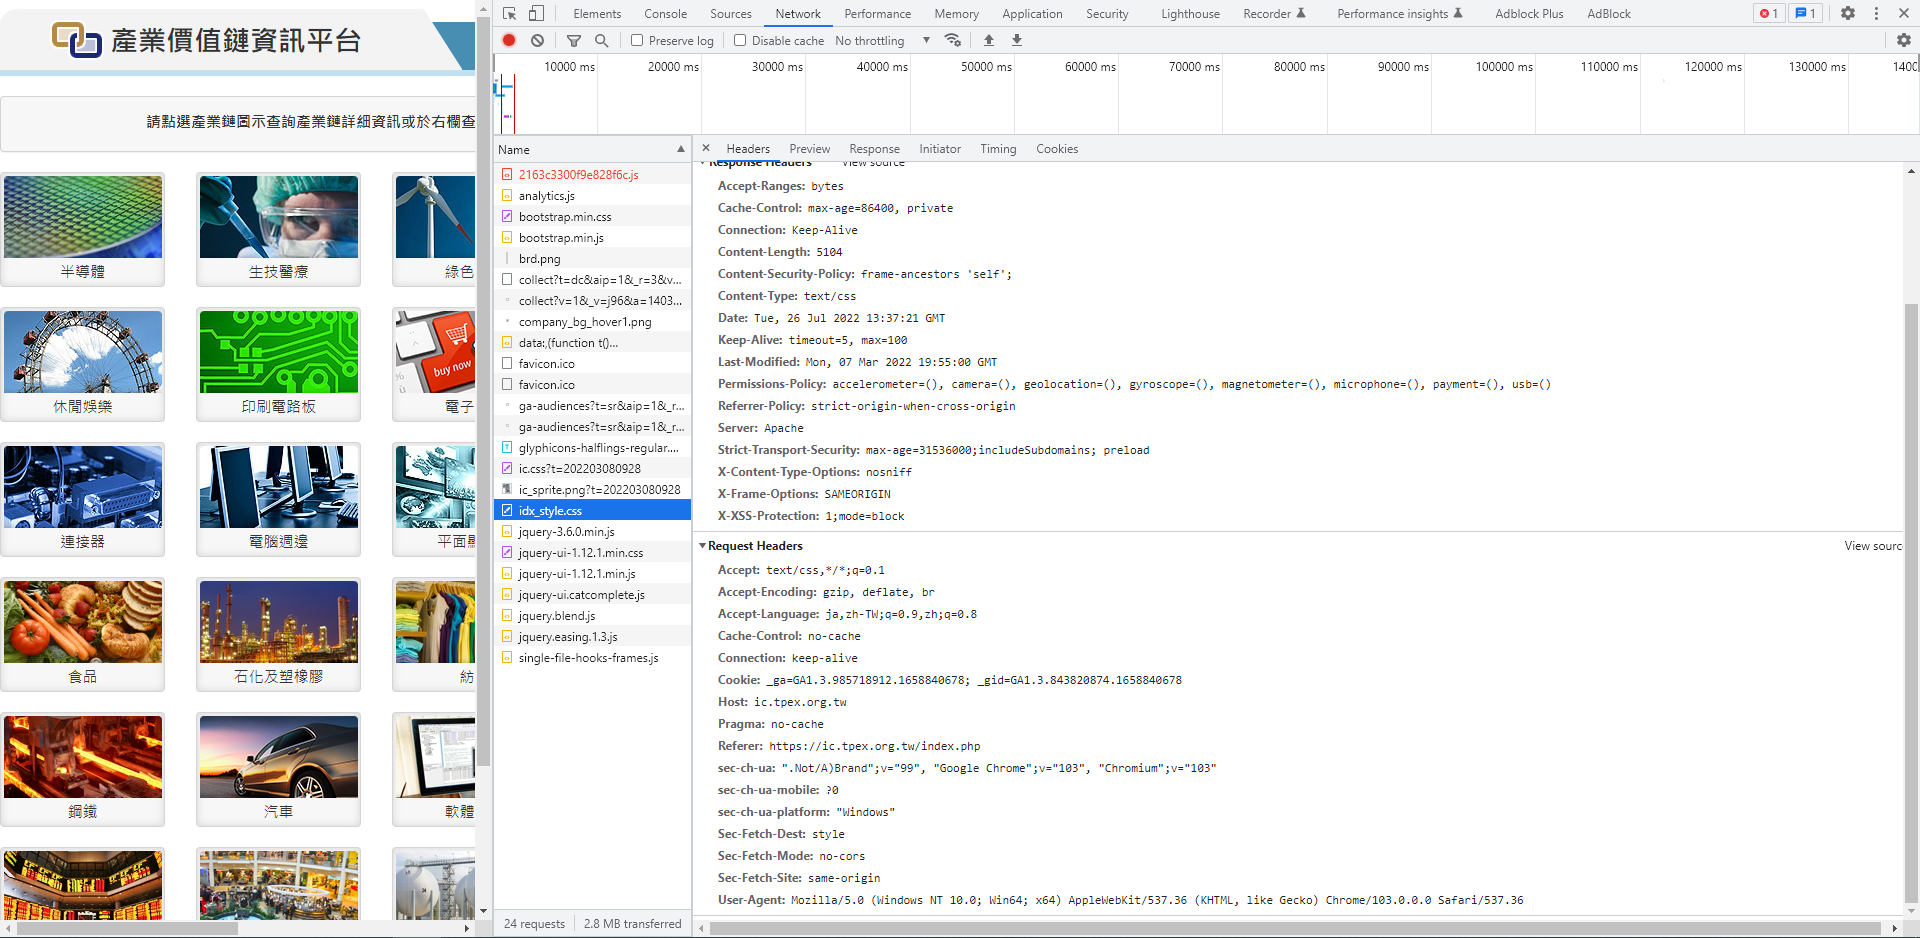 產業價值鏈資訊平台
請點選產業鏈圖示查詢產業鏈詳細資訊或於右欄查
半導體
生技醫療
綠色
休閒娛樂
印刷電路板
電子
buy now
連接器
電腦週邊
平面
食品
石化及塑橡膠
紡
鋼鐵
汽車
軟體
Elements Console Sources Network Performance Memory Application Security Lighthouse Recorder Performance insights Adblock Plus AdBlock 1 1
Preserve log Disable cache No throttling
10000 ms 20000 ms 30000 ms 40000 ms 50000 ms 60000 ms 70000 ms 80000 ms 90000 ms 100000 ms 110000 ms 120000 ms 130000 ms 1400
Name
2163c3300f9e828f6c.js
analytics.js
bootstrap.min.css
bootstrap.min.js
brd.png
collect?t=dc&aip=1&_r=3&v...
collect?v=1&_v=j96&a=1403...
company_bg_hover1.png
data:,(function t()...
favicon.ico
favicon.ico
ga-audiences?t=sr&aip=1&_r...
ga-audiences?t=sr&aip=1&_r...
glyphicons-halflings-regular....
ic.css?t=202203080928
ic_sprite.png?t=202203080928
idx_style.css
jquery-3.6.0.min.js
jquery-ui-1.12.1.min.css
jquery-ui-1.12.1.min.js
jquery-ui.catcomplete.js
jquery.blend.js
jquery.easing.1.3.js
single-file-hooks-frames.js
24 requests 2.8 MB transferred
Headers Preview Response Initiator Timing Cookies
Response Headers View source
Accept-Ranges: bytes
Cache-Control: max-age=86400, private
Connection: Keep-Alive
Content-Length: 5104
Content-Security-Policy: frame-ancestors 'self';
Content-Type: text/css
Date: Tue, 26 Jul 2022 13:37:21 GMT
Keep-Alive: timeout=5, max=100
Last-Modified: Mon, 07 Mar 2022 19:55:00 GMT
Permissions-Policy: accelerometer=(), camera=(), geolocation=(), gyroscope=(), magnetometer=(), microphone=(), payment=(), usb=()
Referrer-Policy: strict-origin-when-cross-origin
Server: Apache
Strict-Transport-Security: max-age=31536000;includeSubdomains; preload
X-Content-Type-Options: nosniff
X-Frame-Options: SAMEORIGIN
X-XSS-Protection: 1;mode=block
Request Headers View sourc
Accept: text/css,*/*;q=0.1
Accept-Encoding: gzip, deflate, br
Accept-Language: ja,zh-TW;q=0.9,zh;q=0.8
Cache-Control: no-cache
Connection: keep-alive
Cookie: _ga=GA1.3.985718912.1658840678; _gid=GA1.3.843820874.1658840678
Host: ic.tpex.org.tw
Pragma: no-cache
Referer: https://ic.tpex.org.tw/index.php
sec-ch-ua: ".Not/A)Brand";v="99", "Google Chrome";v="103", "Chromium";v="103"
sec-ch-ua-mobile: ?0
sec-ch-ua-platform: "Windows"
Sec-Fetch-Dest: style
Sec-Fetch-Mode: no-cors
Sec-Fetch-Site: same-origin
User-Agent: Mozilla/5.0 (Windows NT 10.0; Win64; x64) AppleWebKit/537.36 (KHTML, like Gecko) Chrome/103.0.0.0 Safari/537.36